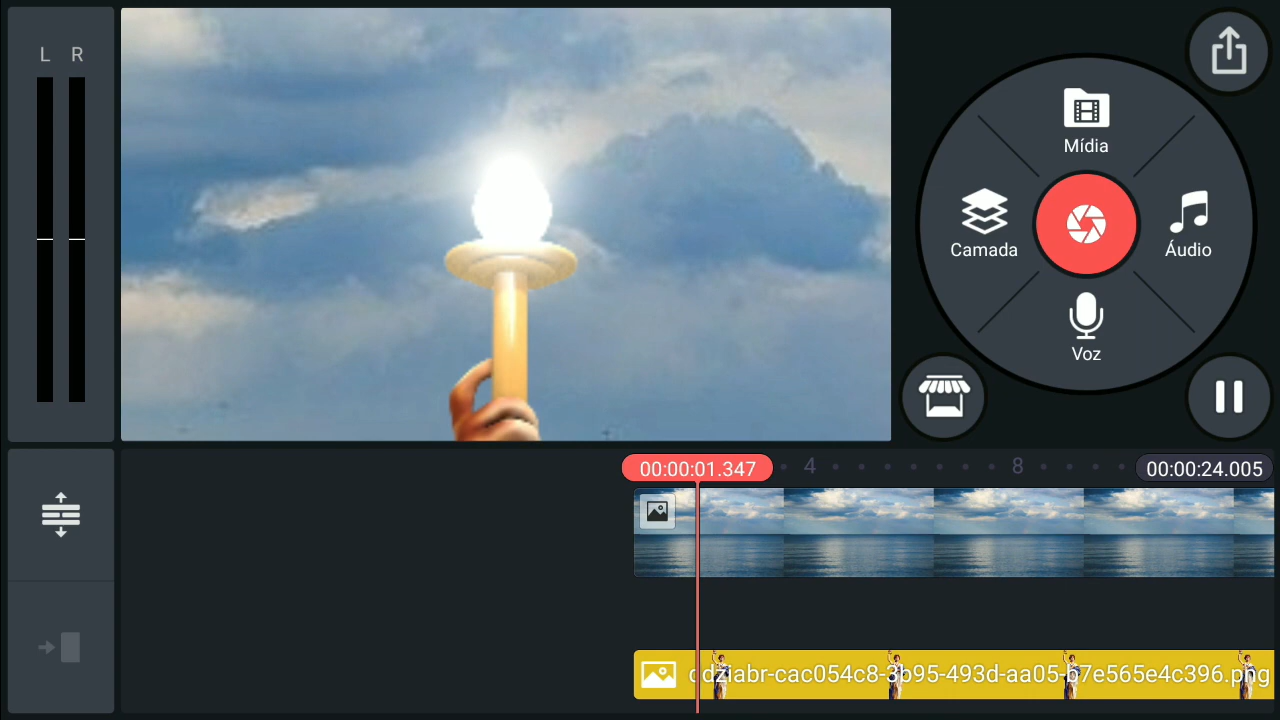 L R
Mídia
Camada
Áudio
Voz
00:00:01.347
4
8
00:00:24.005
dziabr-cac054c8-3b95-493d-aa05-b7e565e4c396.png